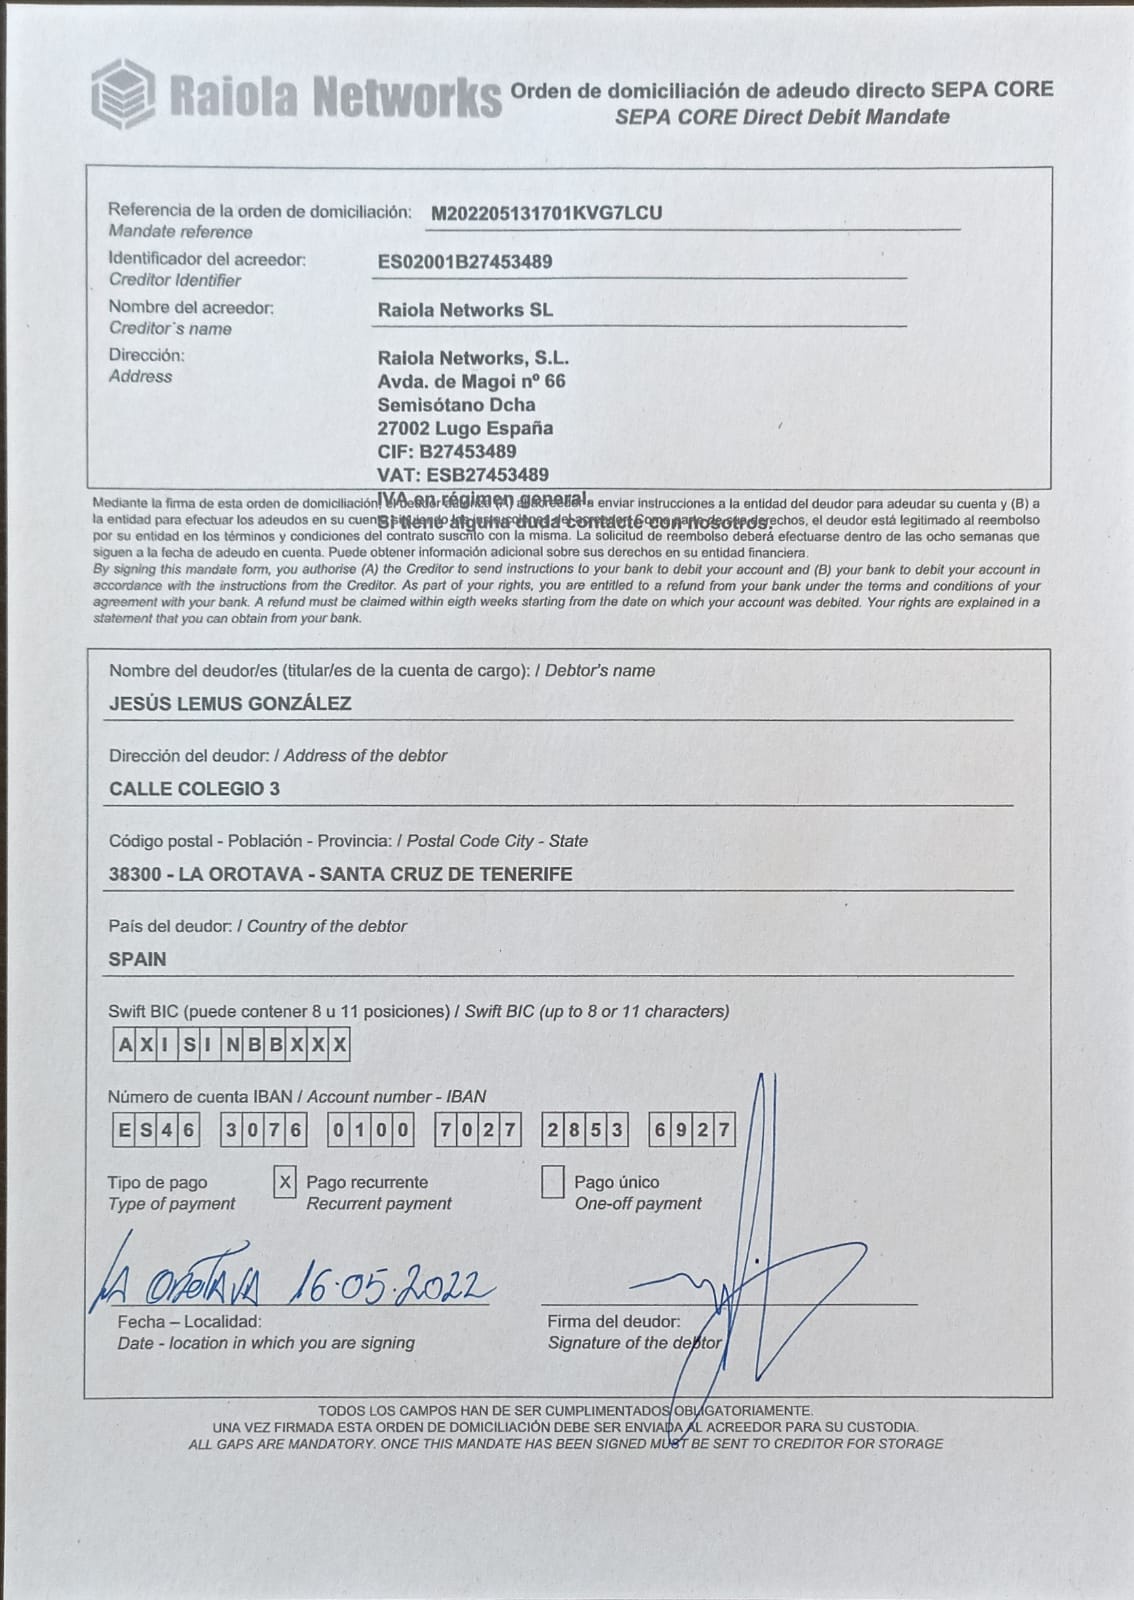 Raiola Networks
Orden de domiciliación de adeudo directo SEPA CORE
SEPA CORE Direct Debit Mandate
Referencia de la orden de domiciliación: M202205131701KVG7LCU
Mandate reference
Identificador del acreedor: ES02001B27453489
Creditor Identifier
Nombre del acreedor: Raiola Networks SL
Creditor`s name
Dirección: Raiola Networks, S.L.
Address
Avda. de Magoi nº 66
Semisótano Dcha
27002 Lugo España
CIF: B27453489
VAT: ESB27453489
IVA en régimen general.
Si tiene alguna duda contacte con nosotros.
Mediante la firma de esta orden de domiciliación, el deudor (A) a enviar instrucciones a la entidad del deudor para adeudar su cuenta y (B) a
la entidad para efectuar los adeudos en su cuenta derechos, el deudor está legitimado al reembolso
por su entidad en los términos y condiciones del contrato suscrito con la misma. La solicitud de reembolso deberá efectuarse dentro de las ocho semanas que
siguen a la fecha de adeudo en cuenta. Puede obtener información adicional sobre sus derechos en su entidad financiera.
By signing this mandate form, you authorise (A) the Creditor to send instructions to your bank to debit your account and (B) your bank to debit your account in
accordance with the instructions from the Creditor. As part of your rights, you are entitled to a refund from your bank under the terms and conditions of your
agreement with your bank. A refund must be claimed within eigth weeks starting from the date on which your account was debited. Your rights are explained in a
statement that you can obtain from your bank.
Nombre del deudor/es (titular/es de la cuenta de cargo): / Debtor's name
JESÚS LEMUS GONZÁLEZ
Dirección del deudor: / Address of the debtor
CALLE COLEGIO 3
Código postal - Población - Provincia: / Postal Code City - State
38300 - LA OROTAVA - SANTA CRUZ DE TENERIFE
País del deudor: / Country of the debtor
SPAIN
Swift BIC (puede contener 8 u 11 posiciones) / Swift BIC (up to 8 or 11 characters)
AXISINBBXXX
Número de cuenta IBAN / Account number - IBAN
ES46 3076 0100 7027 2853 6927
Tipo de pago X Pago recurrente Pago único
Type of payment Recurrent payment One-off payment
LA OROTAVA 16.05.2022
Fecha – Localidad: Firma del deudor:
Date - location in which you are signing Signature of the debtor
TODOS LOS CAMPOS HAN DE SER CUMPLIMENTADOS OBLIGATORIAMENTE.
UNA VEZ FIRMADA ESTA ORDEN DE DOMICILIACIÓN DEBE SER ENVIADA AL ACREEDOR PARA SU CUSTODIA.
ALL GAPS ARE MANDATORY. ONCE THIS MANDATE HAS BEEN SIGNED MUST BE SENT TO CREDITOR FOR STORAGE